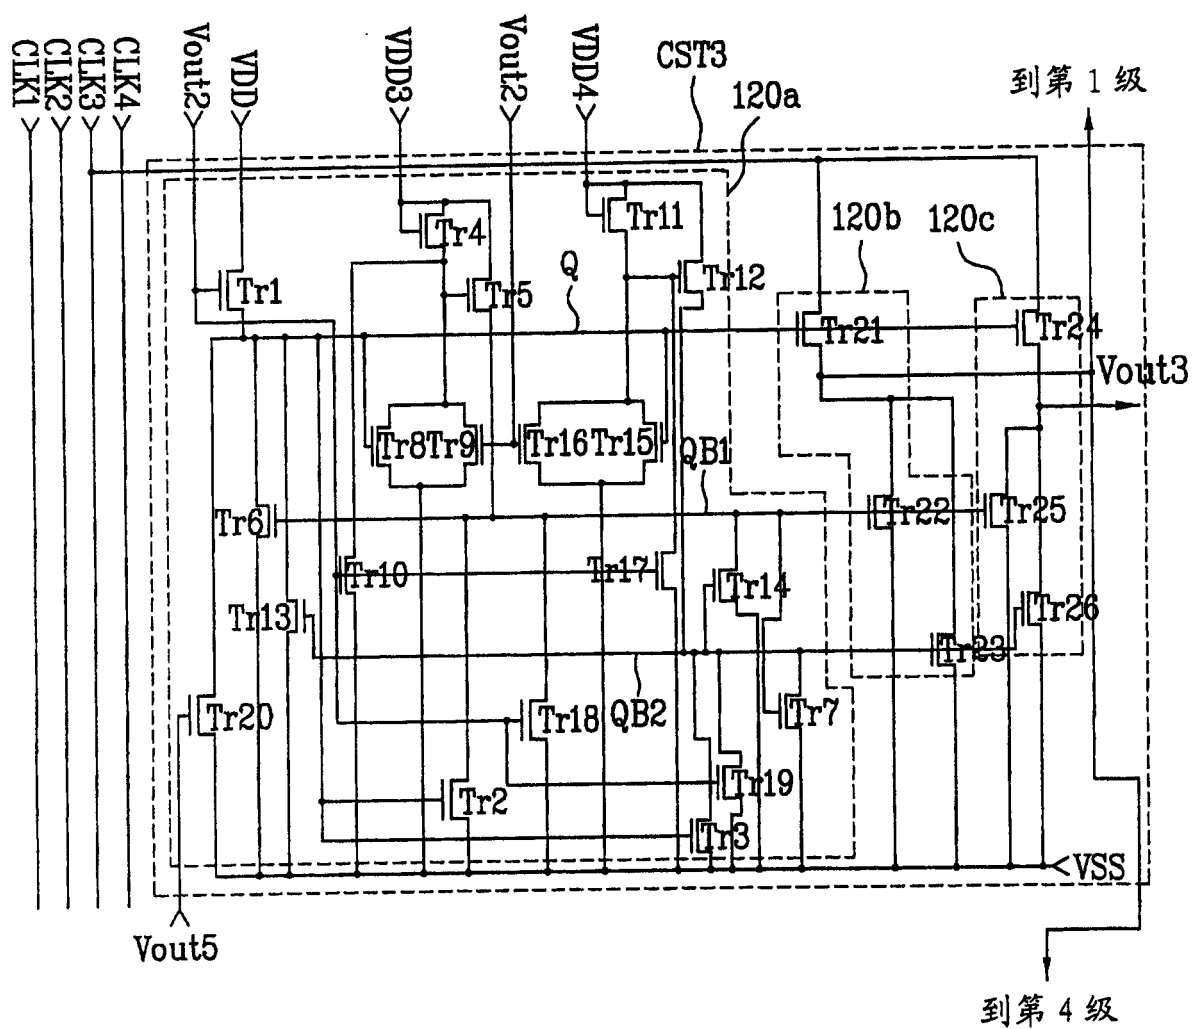 CLK1
CLK2
CLK3
CLK4
Vout2
VDD
VDD3
Vout2
VDD4
CST3
120a
到第1级
120b
120c
Tr1
Tr4
Tr5
Q
Tr11
Tr12
Tr21
Tr24
Vout3
Tr8
Tr9
Tr16
Tr15
QB1
Tr6
Tr22
Tr25
Tr10
Tr17
Tr14
Tr13
Tr26
Tr23
Tr20
Tr18
QB2
Tr7
Tr2
Tr19
Tr3
VSS
Vout5
到第4级